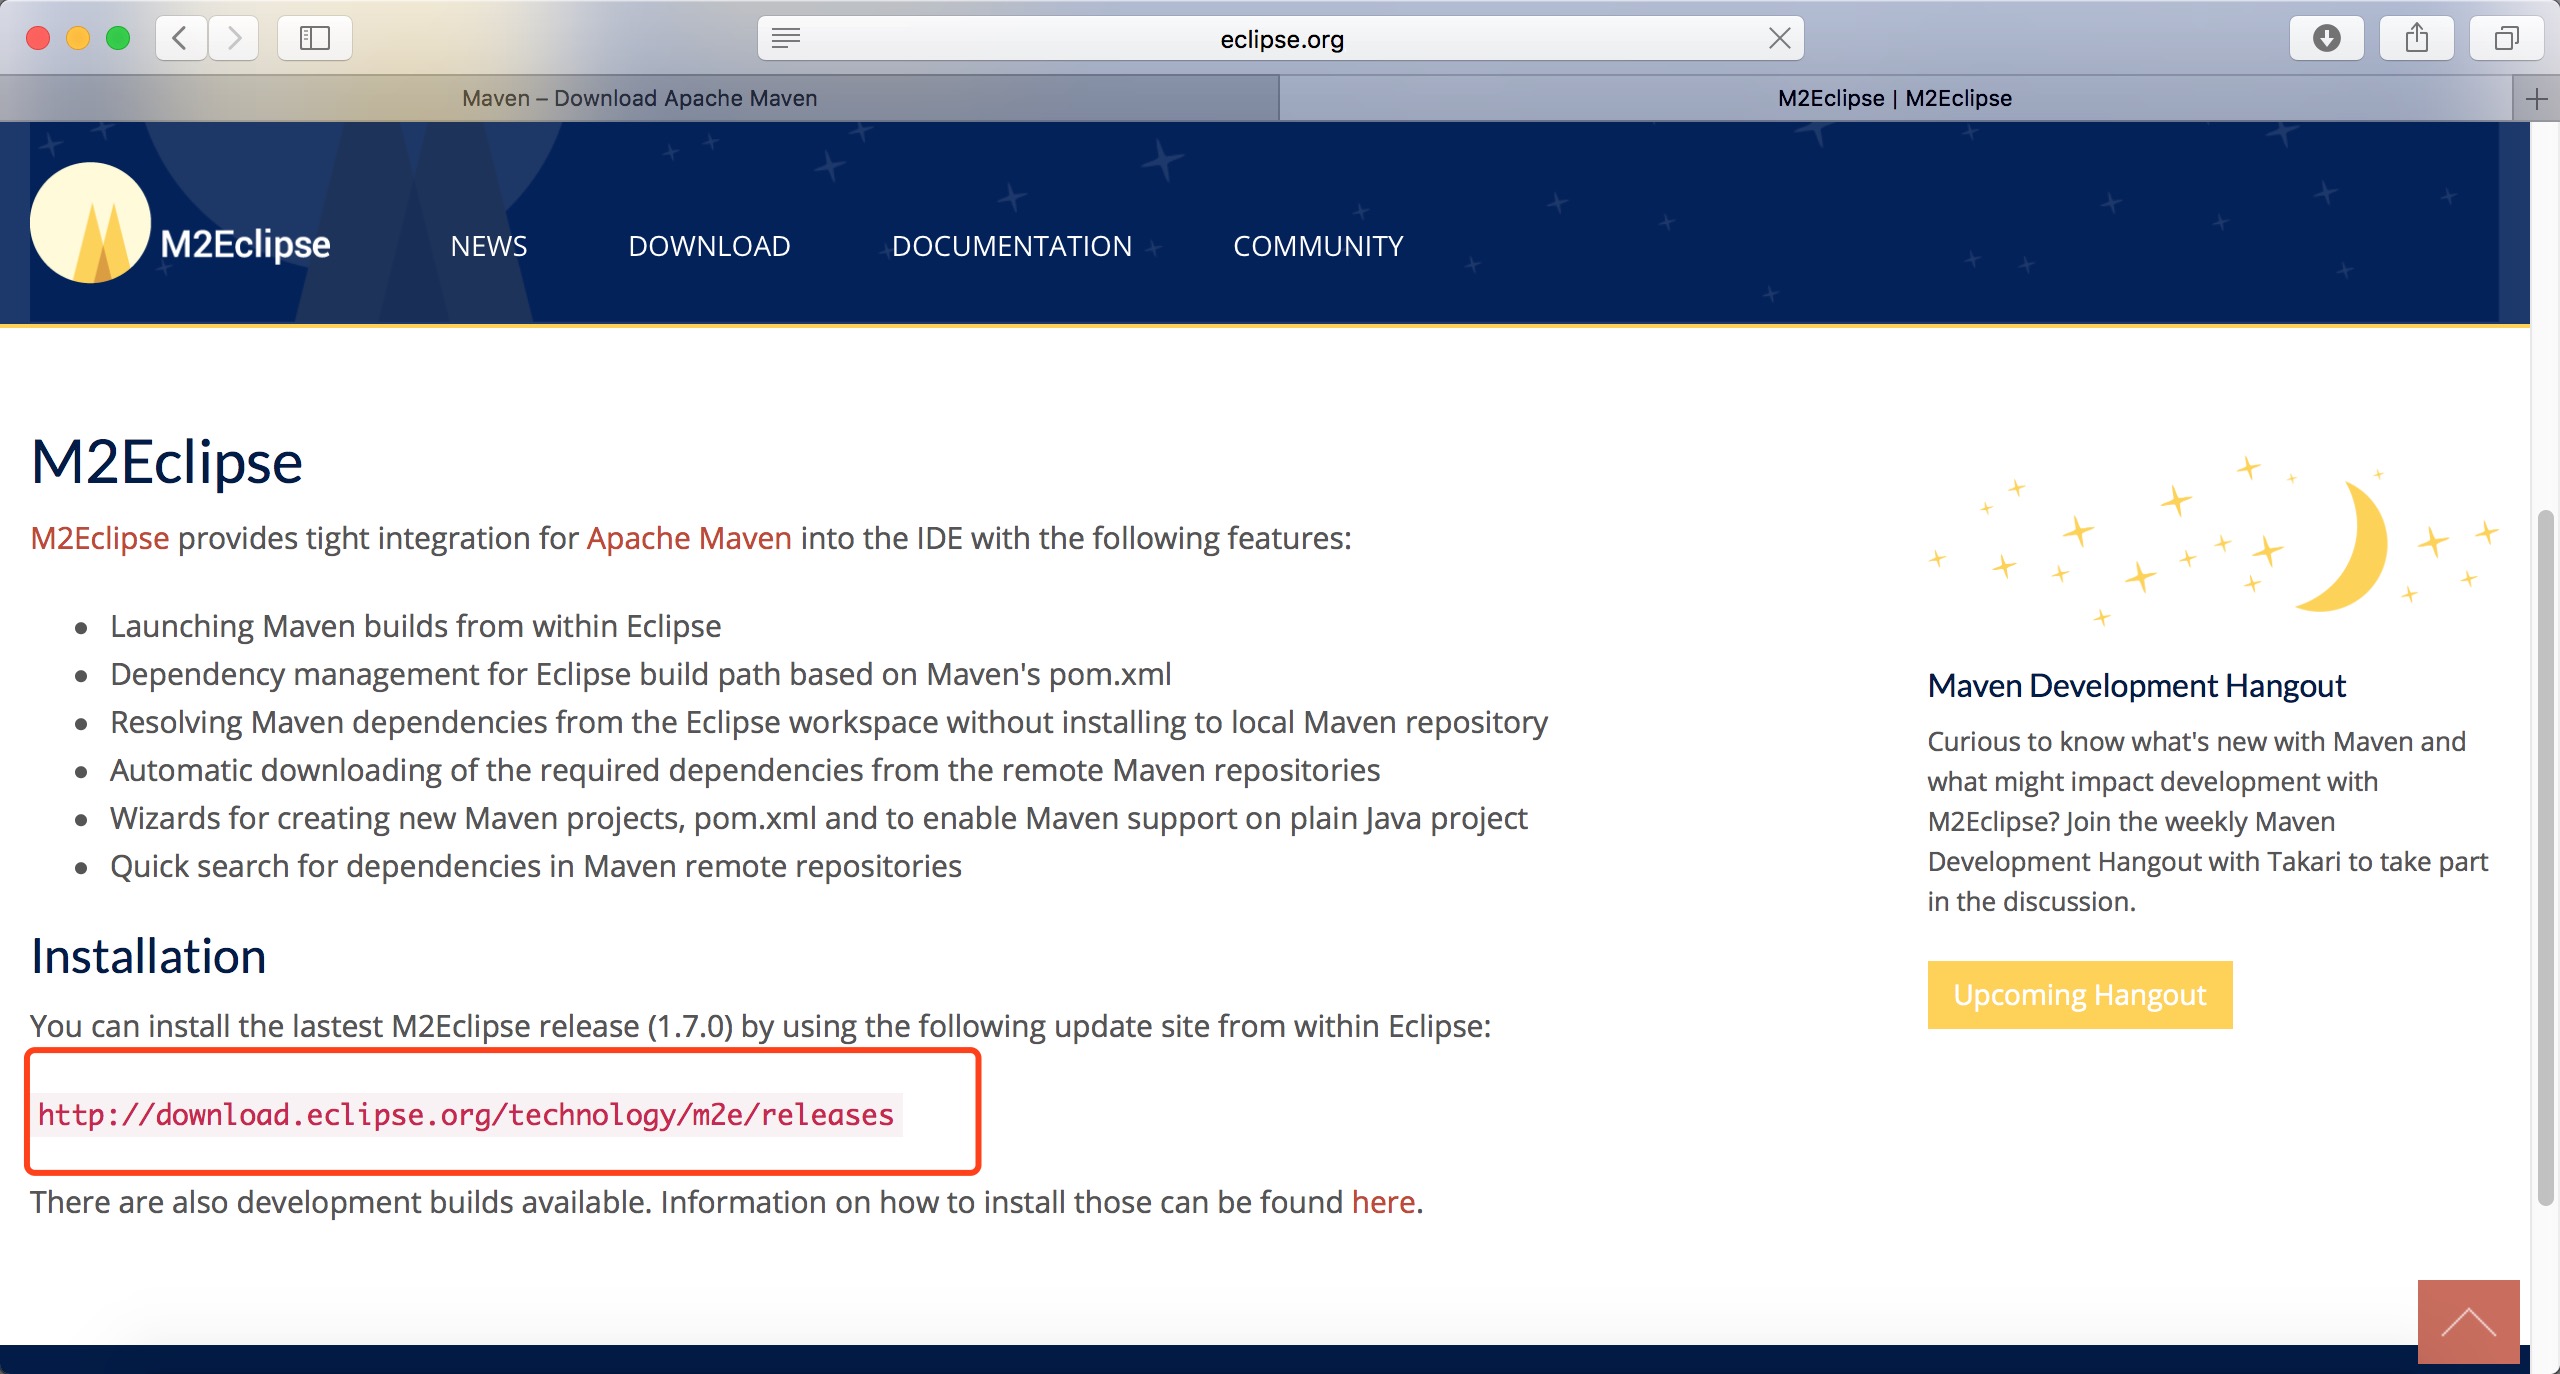 eclipse.org
Maven – Download Apache Maven
M2Eclipse | M2Eclipse
M2Eclipse
NEWS
DOWNLOAD
DOCUMENTATION
COMMUNITY
M2Eclipse
M2Eclipse provides tight integration for Apache Maven into the IDE with the following features:
Launching Maven builds from within Eclipse
Dependency management for Eclipse build path based on Maven's pom.xml
Resolving Maven dependencies from the Eclipse workspace without installing to local Maven repository
Automatic downloading of the required dependencies from the remote Maven repositories
Wizards for creating new Maven projects, pom.xml and to enable Maven support on plain Java project
Quick search for dependencies in Maven remote repositories
Installation
You can install the lastest M2Eclipse release (1.7.0) by using the following update site from within Eclipse:
http://download.eclipse.org/technology/m2e/releases
There are also development builds available. Information on how to install those can be found here.
Maven Development Hangout
Curious to know what's new with Maven and
what might impact development with
M2Eclipse? Join the weekly Maven
Development Hangout with Takari to take part
in the discussion.
Upcoming Hangout